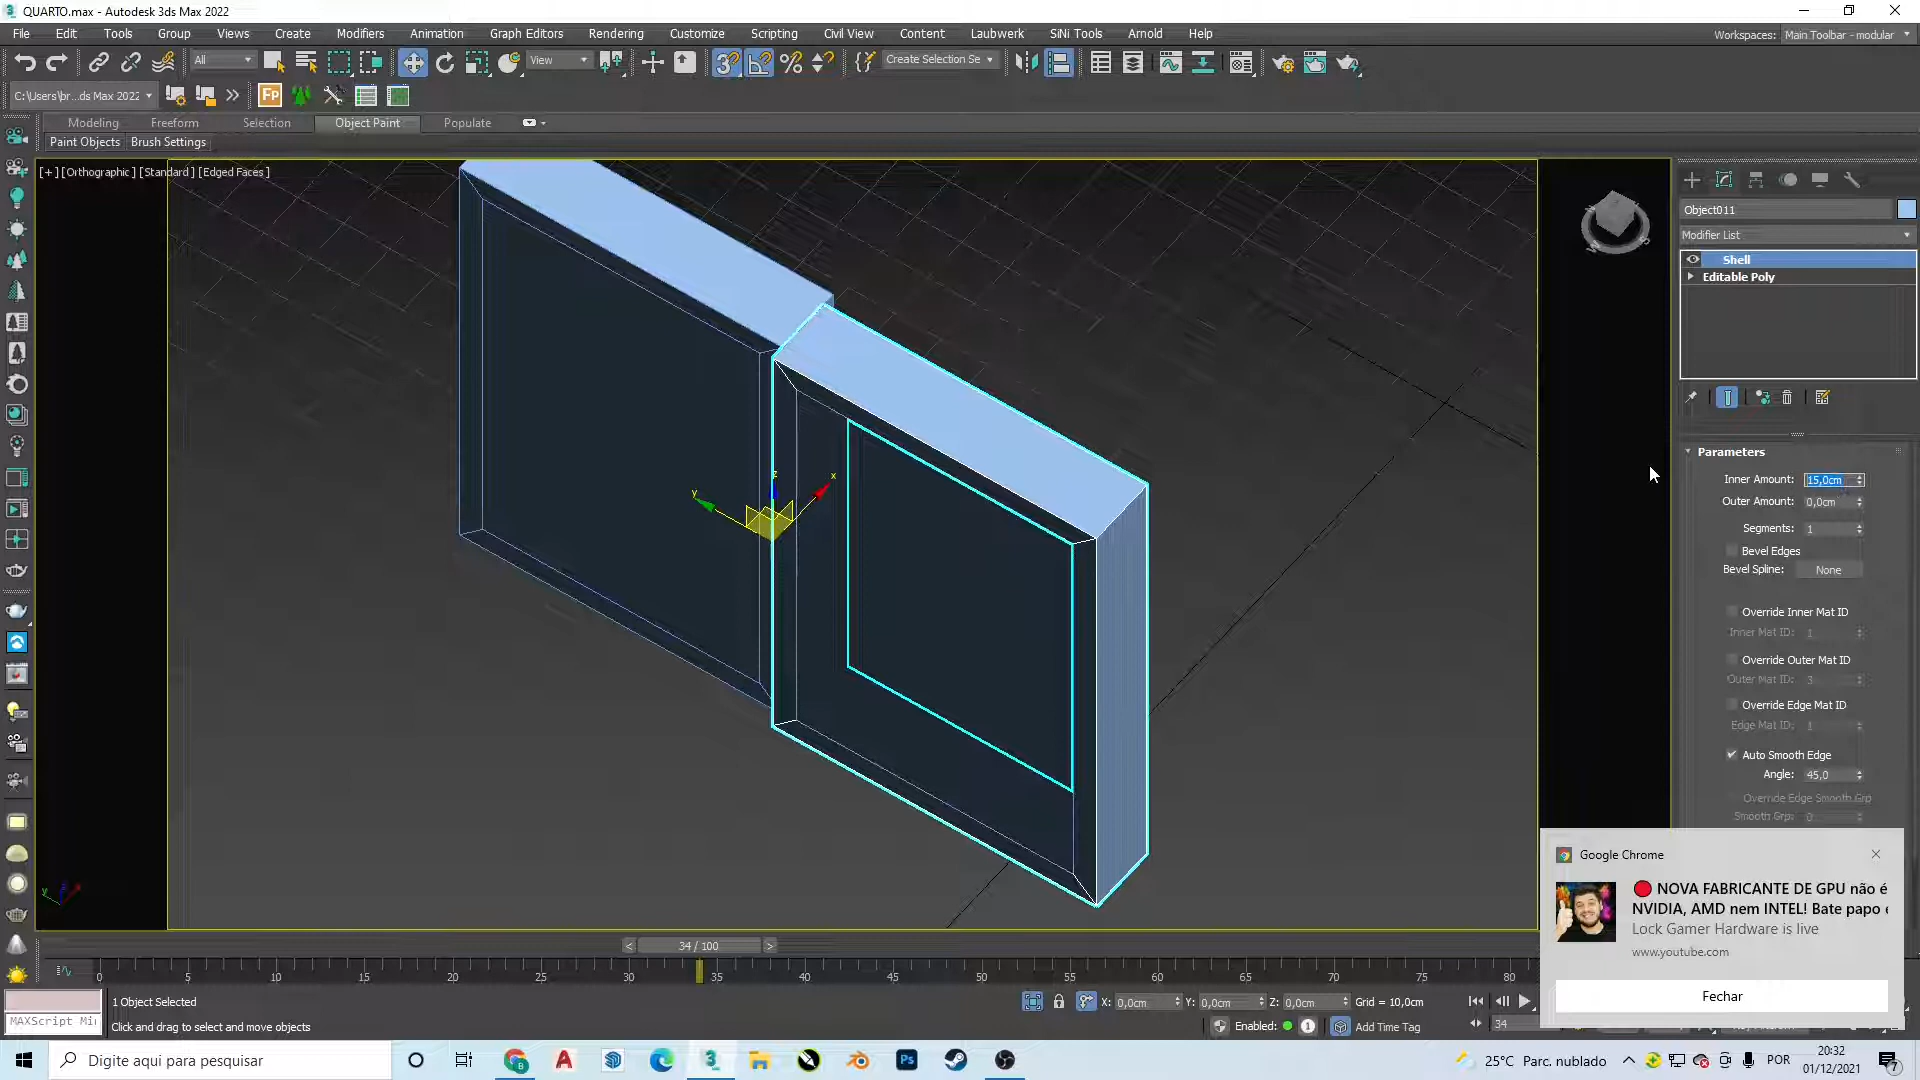 QUARTO.max - Autodesk 3ds Max 2022
File Edit Tools Group Views Create Modifiers Animation Graph Editors Rendering Customize Scripting Civil View Content Laubwerk SiNi Tools Arnold Help
Workspaces: Main Toolbar - modular
All View Create Selection Se
C:\Users\br...ds Max 2022 Fp
Modeling Freeform Selection Object Paint Populate
Paint Objects Brush Settings
[+] [Orthographic] [Standard] [Edged Faces]
Object011
Modifier List
Shell
Editable Poly
Parameters
Inner Amount: 15,0cm
Outer Amount: 0,0cm
Segments: 1
Bevel Edges
Bevel Spline: None
Override Inner Mat ID
Inner Mat ID: 1
Override Outer Mat ID
Outer Mat ID: 3
Override Edge Mat ID
Edge Mat ID: 1
Auto Smooth Edge
Angle: 45,0
Override Edge Smooth Grp
Smooth Grp: 0
z
x
y
Google Chrome
NOVA FABRICANTE DE GPU não é
NVIDIA, AMD nem INTEL! Bate papo
Lock Gamer Hardware is live
www.youtube.com
Fechar
34 / 100
0 5 10 15 20 25 30 35 40 45 50 55 60 65 70 75 80
1 Object Selected
X: 0,0cm Y: 0,0cm Z: 0,0cm Grid = 10,0cm
MAXScript Mi
Click and drag to select and move objects
Enabled: 1 Add Time Tag
34
Digite aqui para pesquisar
25°C Parc. nublado
POR
20:32
01/12/2021
7